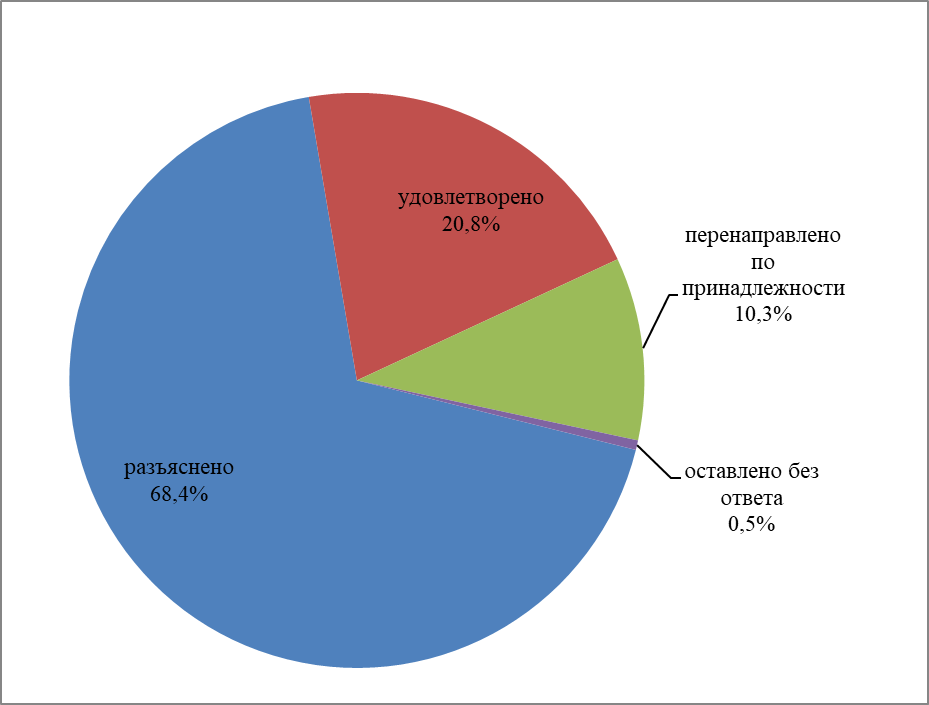 удовлетворено
20,8%
перенаправлено
по
принадлежности
10,3%
разъяснено
68,4%
оставлено без
ответа
0,5%